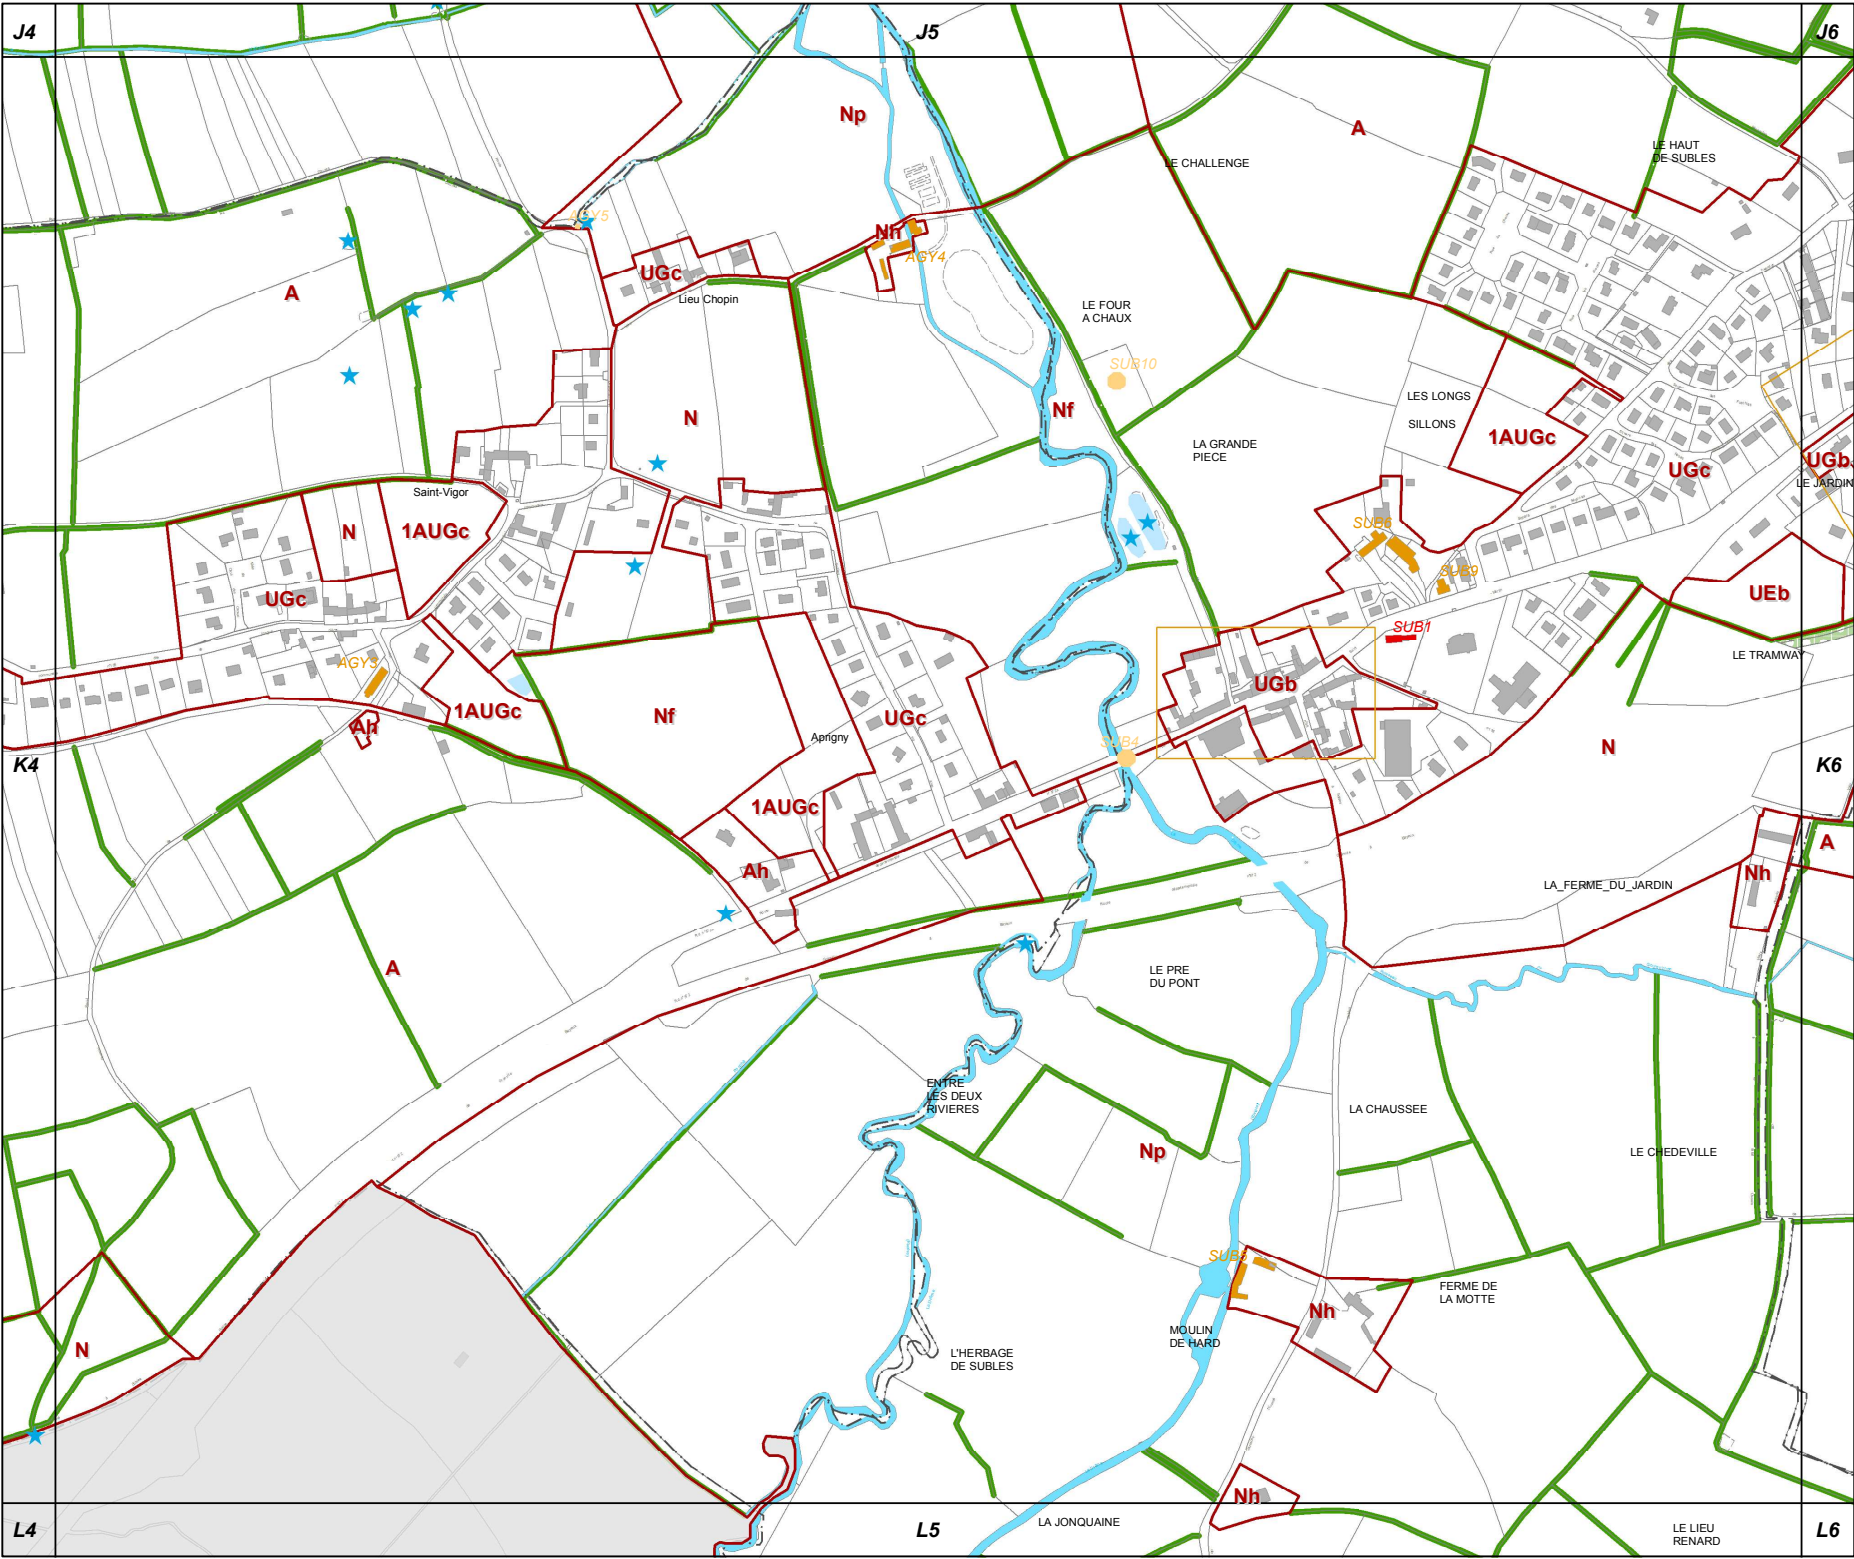 J4
J5
J6
Np
A
LE HAUT
DE SUBLES
LE CHALLENGE
AGY5
Nh
AGY4
UGc
Lieu Chopin
A
LE FOUR
A CHAUX
SUB10
LES LONGS
SILLONS
N
Nf
1AUGc
LA GRANDE
PIECE
UGc
UGb
LE JARDIN
Saint-Vigor
N
1AUGc
SUB6
SUB9
UGc
UEb
SUB1
LE TRAMWAY
AGY3
UGb
1AUGc
Nf
UGc
Ah
Aprigny
SUB4
N
K4
K6
1AUGc
A
Ah
Nh
LA_FERME_DU_JARDIN
A
LE PRE
DU PONT
ENTRE
LES DEUX
RIVIERES
LA CHAUSSEE
Np
LE CHEDEVILLE
SUB5
FERME DE
LA MOTTE
Nh
MOULIN
DE HARD
N
L'HERBAGE
DE SUBLES
Nh
L4
L5
LA JONQUAINE
LE LIEU
RENARD
L6